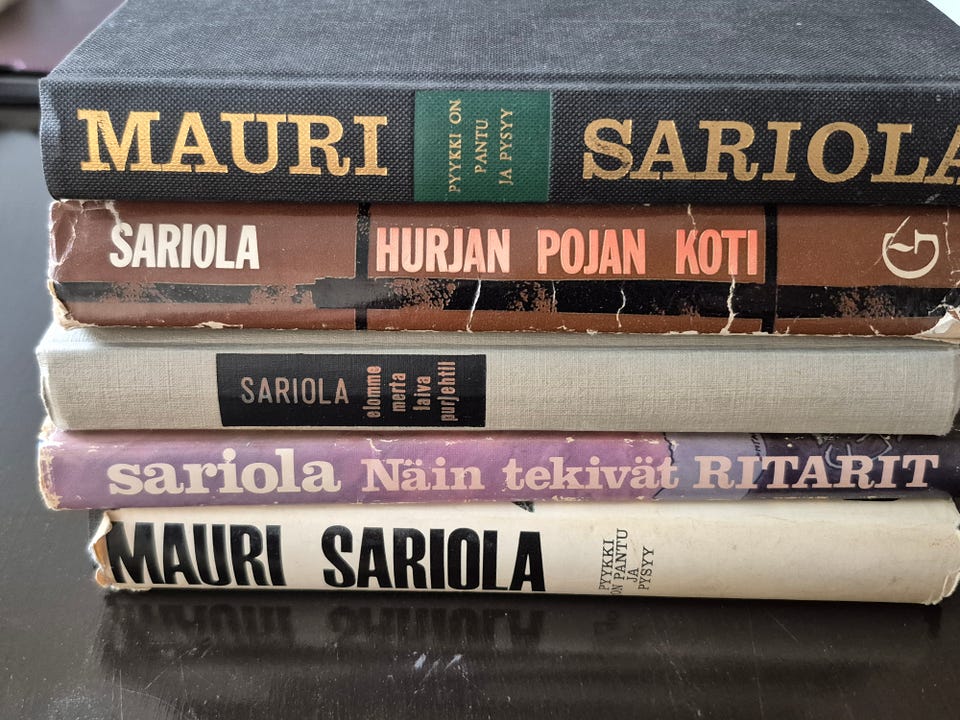 MAURI
PYYKKI ON
PANTU
JA PYSYY
SARIOLA
SARIOLA
HURJAN POJAN KOTI
G
SARIOLA
elomme
merta
laiva
purjehtii
sariola Näin tekivät RITARIT
MAURI SARIOLA
PYYKKI
ON PANTU
JA
PYSYY